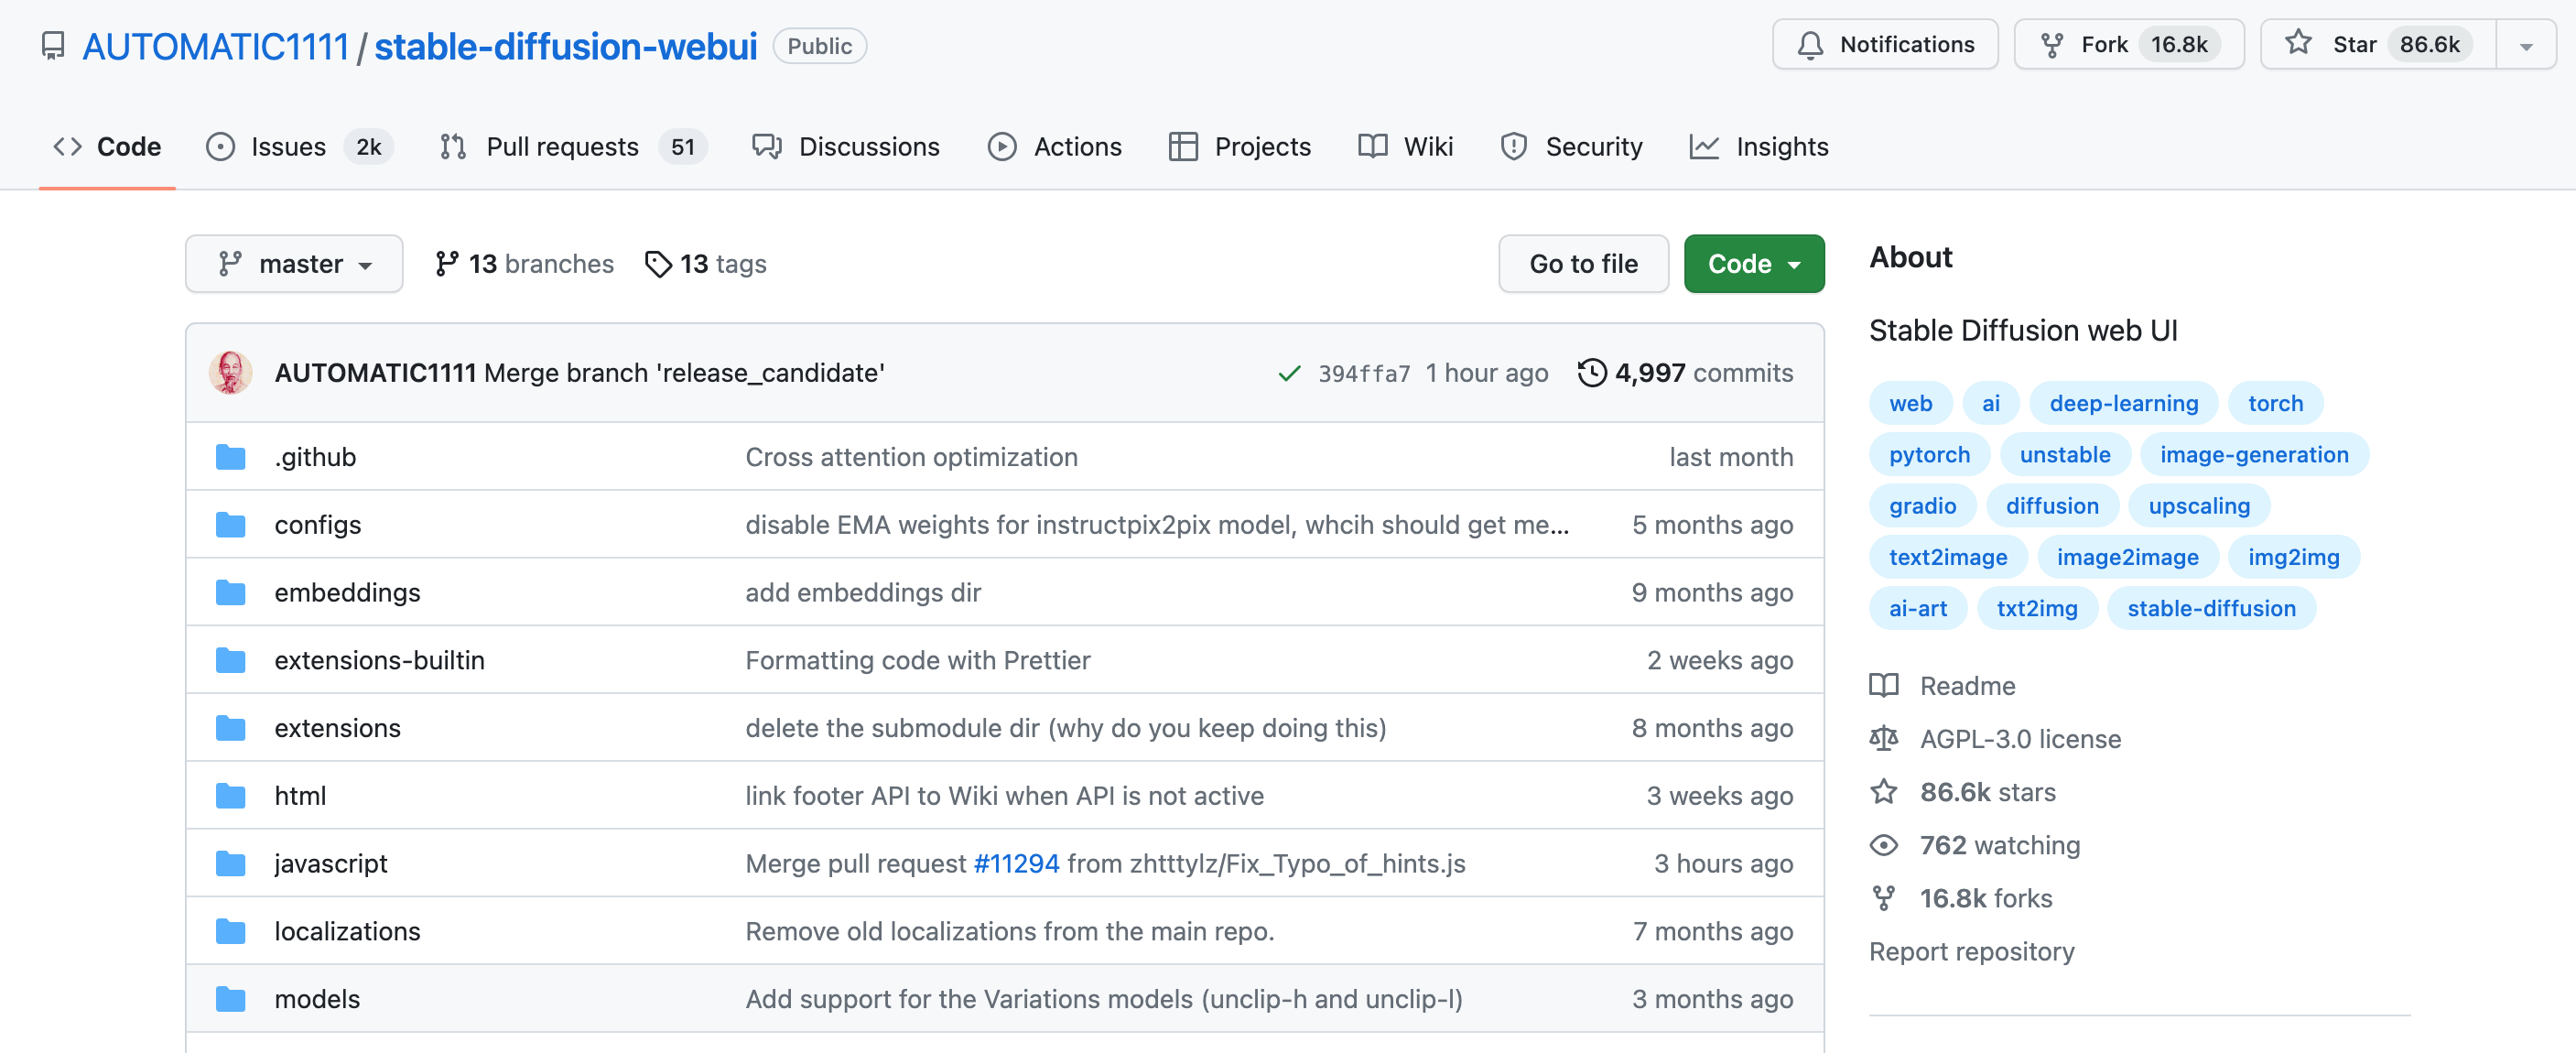 AUTOMATIC1111 / stable-diffusion-webui Public
Notifications Fork 16.8k Star 86.6k
Code Issues 2k Pull requests 51 Discussions Actions Projects Wiki Security Insights
master 13 branches 13 tags Go to file Code
AUTOMATIC1111 Merge branch 'release_candidate' 394ffa7 1 hour ago 4,997 commits
.github Cross attention optimization last month
configs disable EMA weights for instructpix2pix model, whcih should get me... 5 months ago
embeddings add embeddings dir 9 months ago
extensions-builtin Formatting code with Prettier 2 weeks ago
extensions delete the submodule dir (why do you keep doing this) 8 months ago
html link footer API to Wiki when API is not active 3 weeks ago
javascript Merge pull request #11294 from zhtttylz/Fix_Typo_of_hints.js 3 hours ago
localizations Remove old localizations from the main repo. 7 months ago
models Add support for the Variations models (unclip-h and unclip-l) 3 months ago
About
Stable Diffusion web UI
web ai deep-learning torch
pytorch unstable image-generation
gradio diffusion upscaling
text2image image2image img2img
ai-art txt2img stable-diffusion
Readme
AGPL-3.0 license
86.6k stars
762 watching
16.8k forks
Report repository